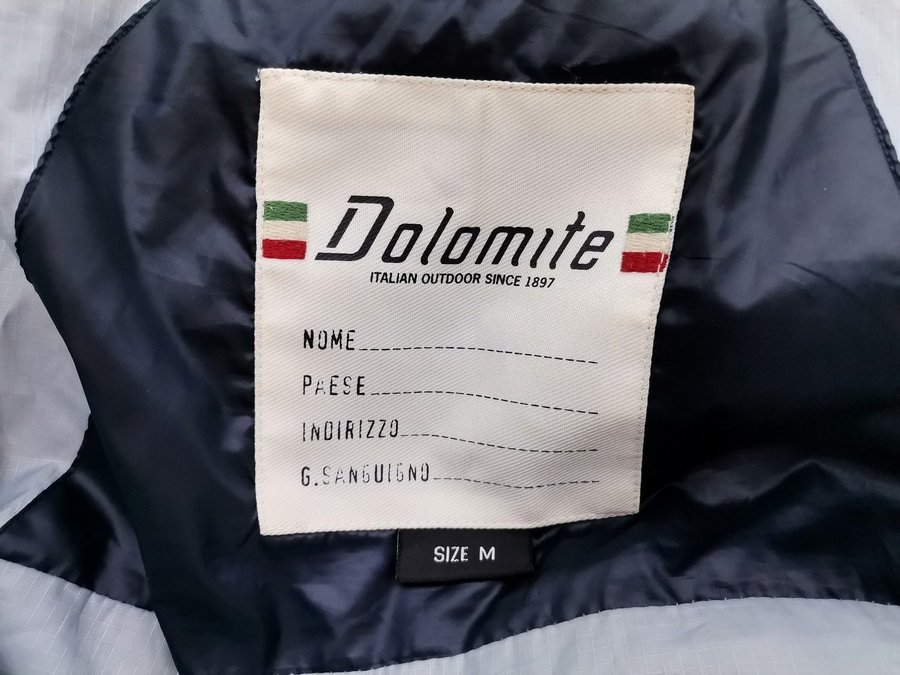 Dolomite
ITALIAN OUTDOOR SINCE 1897
NOME
PAESE
INDIRIZZO
G.SANGUIGNO
SIZE M